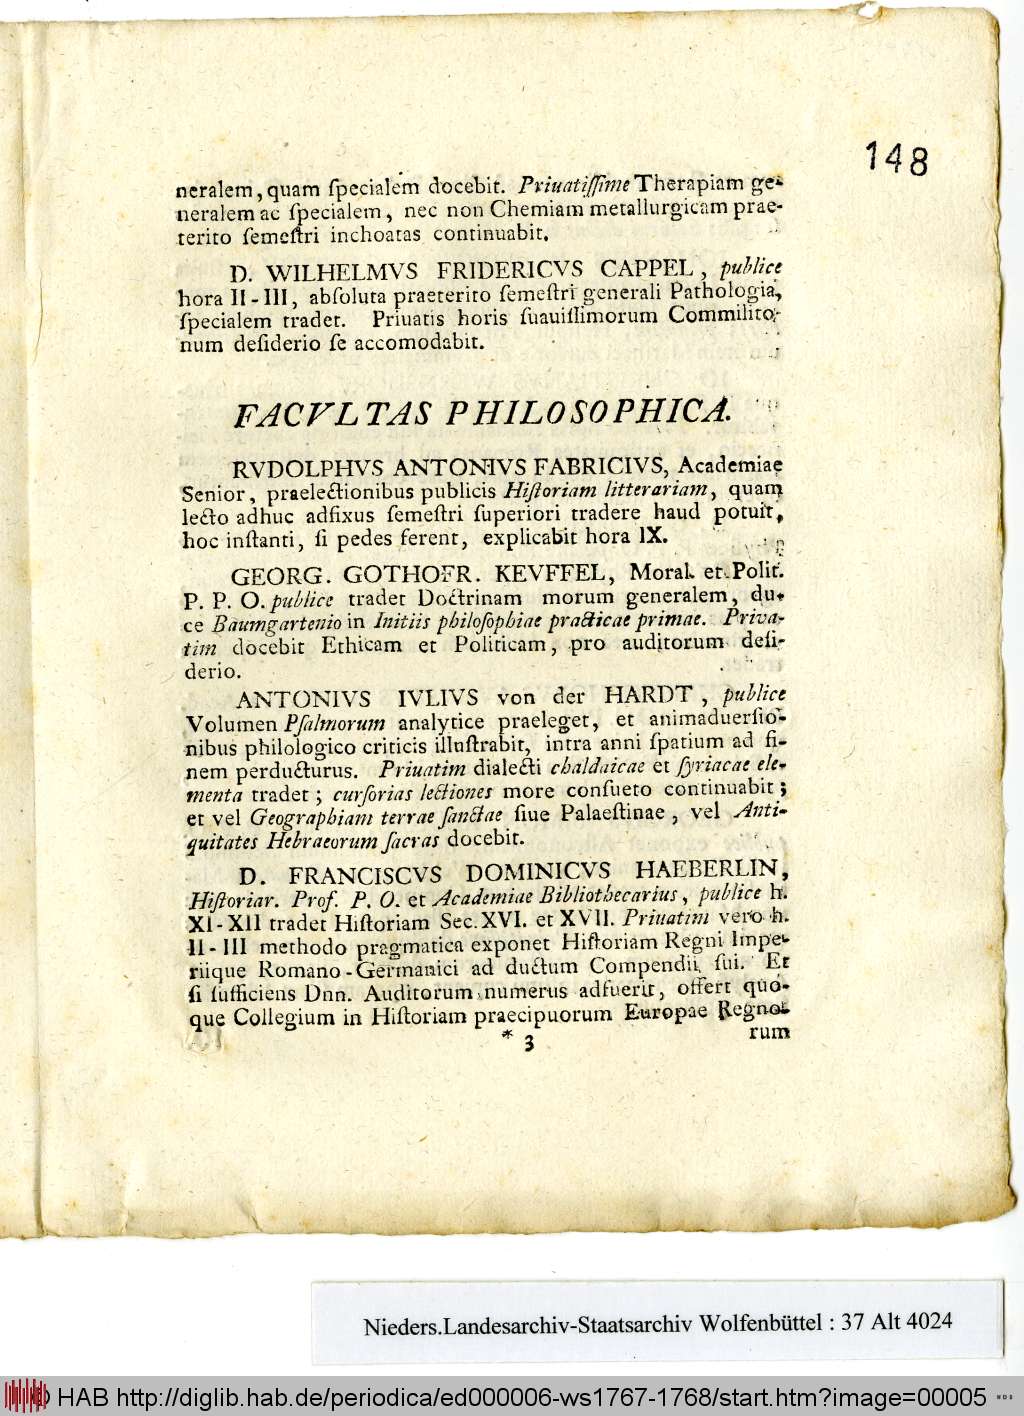 148
neralem, quam ſpecialem docebit. Priuatiſſime Therapiam ge-
neralem ac ſpecialem, nec non Chemiam metallurgicam prae-
terito ſemeſtri inchoatas continuabit.
D. WILHELMVS FRIDERICVS CAPPEL, publice
hora II-III, abſoluta praeterito ſemeſtri generali Pathologia,
ſpecialem tradet. Priuatis horis ſuauiſſimorum Commilito-
num deſiderio ſe accomodabit.
FACVLTAS PHILOSOPHICA.
RVDOLPHVS ANTONIVS FABRICIVS, Academiae
Senior, praelectionibus publicis Hiſtoriam litterariam, quam
lecto adhuc adfixus ſemeſtri ſuperiori tradere haud potuit,
hoc inſtanti, ſi pedes ferent, explicabit hora IX.
GEORG. GOTHOFR. KEVFFEL, Moral. et Polit.
P. P. O. publice tradet Doctrinam morum generalem, du-
ce Baumgartenio in Initiis philoſophiae practicae primae. Priva-
tim docebit Ethicam et Politicam, pro auditorum deſi-
derio.
ANTONIVS IVLIVS von der HARDT, publice
Volumen Pſalmorum analytice praeleget, et animaduerſio-
nibus philologico criticis illuſtrabit, intra anni ſpatium ad fi-
nem perducturus. Priuatim dialecti chaldaicae et ſyriacae ele-
menta tradet; curſorias lectiones more conſueto continuabit;
et vel Geographiam terrae ſanctae ſiue Palaeſtinae, vel Anti-
quitates Hebraeorum ſacras docebit.
D. FRANCISCVS DOMINICVS HAEBERLIN,
Hiſtoriar. Prof. P. O. et Academiae Bibliothecarius, publice h.
XI-XII tradet Hiſtoriam Sec. XVI. et XVII. Priuatim vero h.
II-III methodo pragmatica exponet Hiſtoriam Regni Impe-
riique Romano-Germanici ad ductum Compendii ſui. Et
ſi ſufficiens Dnn. Auditorum numerus adfuerit, offert quo-
que Collegium in Hiſtoriam praecipuorum Europae Regno-
* 3 rum
Nieders.Landesarchiv-Staatsarchiv Wolfenbüttel : 37 Alt 4024
© HAB http://diglib.hab.de/periodica/ed000006-ws1767-1768/start.htm?image=00005